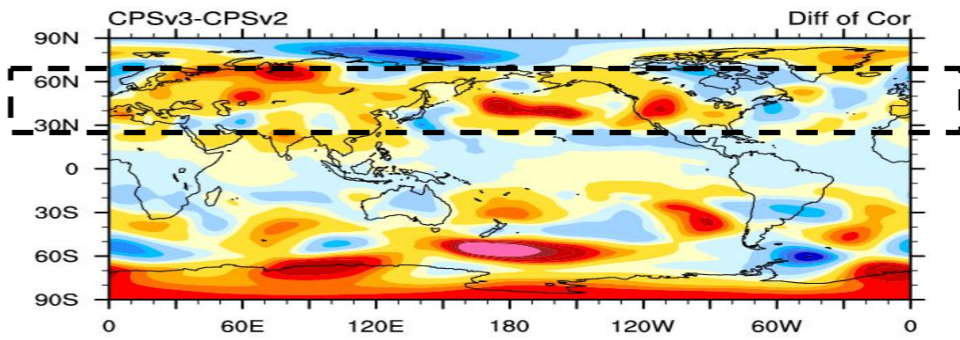 CPSv3-CPSv2 Diff of Cor
90N
60N
30N
0
30S
60S
90S
0 60E 120E 180 120W 60W 0